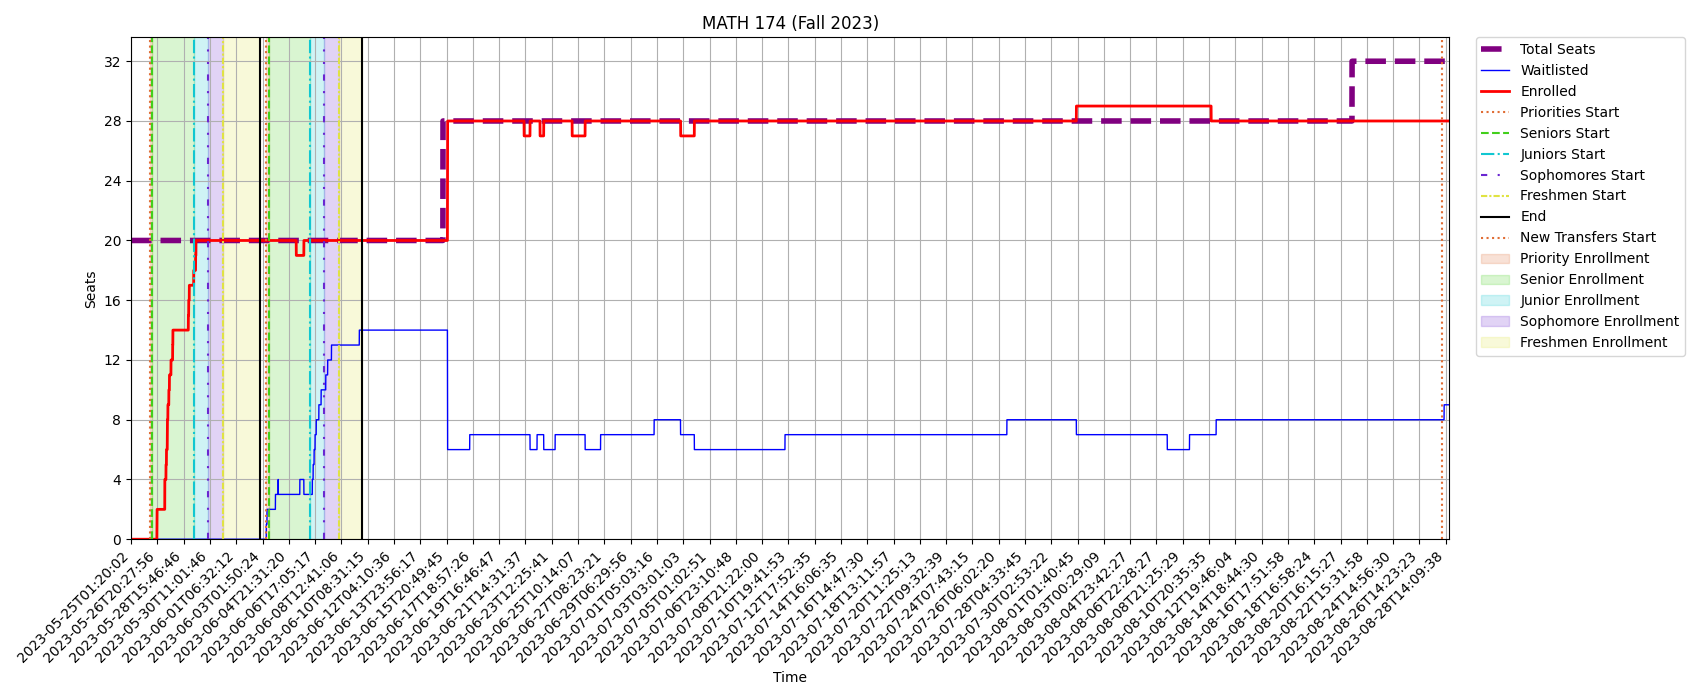 MATH 174 (Fall 2023)
Seats
32
28
24
20
16
12
8
4
0
2023-05-25T01:20:02
2023-05-26T20:27:56
2023-05-28T15:46:46
2023-05-30T11:01:46
2023-06-01T06:32:12
2023-06-03T01:50:24
2023-06-04T21:31:20
2023-06-06T17:05:17
2023-06-08T12:41:06
2023-06-10T08:31:15
2023-06-12T04:10:36
2023-06-13T23:56:17
2023-06-15T20:49:45
2023-06-17T18:57:26
2023-06-19T16:46:47
2023-06-21T14:31:37
2023-06-23T12:25:41
2023-06-25T10:14:07
2023-06-27T08:23:21
2023-06-29T06:29:56
2023-07-01T05:03:16
2023-07-03T03:01:03
2023-07-05T01:02:51
2023-07-06T23:10:48
2023-07-08T21:22:00
2023-07-10T19:41:53
2023-07-12T17:52:35
2023-07-14T16:06:35
2023-07-16T14:47:30
2023-07-18T13:11:57
2023-07-20T11:25:13
2023-07-22T09:32:39
2023-07-24T07:43:15
2023-07-26T06:02:20
2023-07-28T04:33:45
2023-07-30T02:53:22
2023-08-01T01:40:45
2023-08-03T00:29:09
2023-08-04T23:42:27
2023-08-06T22:28:27
2023-08-08T21:25:29
2023-08-10T20:35:35
2023-08-12T19:46:04
2023-08-14T18:44:30
2023-08-16T17:51:58
2023-08-18T16:58:24
2023-08-20T16:15:27
2023-08-22T15:31:58
2023-08-24T14:56:30
2023-08-26T14:23:23
2023-08-28T14:09:38
Time
Total Seats
Waitlisted
Enrolled
Priorities Start
Seniors Start
Juniors Start
Sophomores Start
Freshmen Start
End
New Transfers Start
Priority Enrollment
Senior Enrollment
Junior Enrollment
Sophomore Enrollment
Freshmen Enrollment